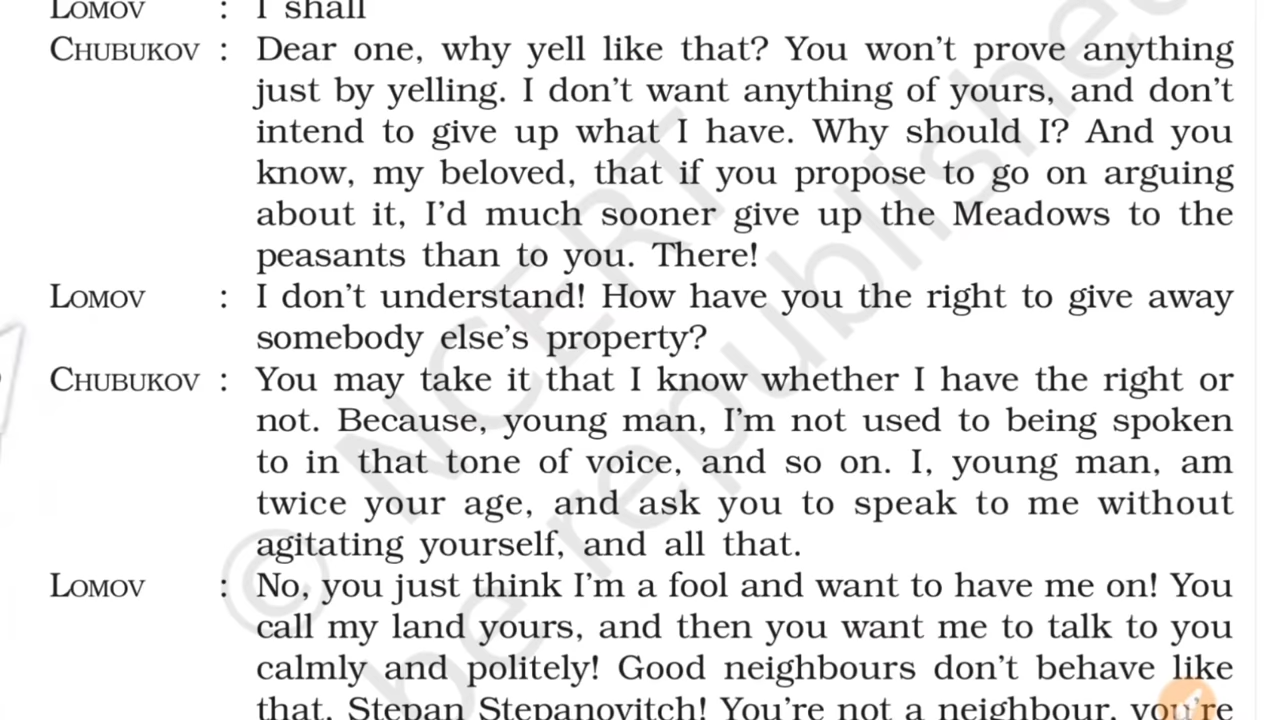 LOMOV : I shall
CHUBUKOV : Dear one, why yell like that? You won't prove anything
just by yelling. I don't want anything of yours, and don't
intend to give up what I have. Why should I? And you
know, my beloved, that if you propose to go on arguing
about it, I'd much sooner give up the Meadows to the
peasants than to you. There!
LOMOV : I don't understand! How have you the right to give away
somebody else's property?
CHUBUKOV : You may take it that I know whether I have the right or
not. Because, young man, I'm not used to being spoken
to in that tone of voice, and so on. I, young man, am
twice your age, and ask you to speak to me without
agitating yourself, and all that.
LOMOV : No, you just think I'm a fool and want to have me on! You
call my land yours, and then you want me to talk to you
calmly and politely! Good neighbours don't behave like
that, Stepan Stepanovitch! You're not a neighbour, you're
© NCERT
be republished